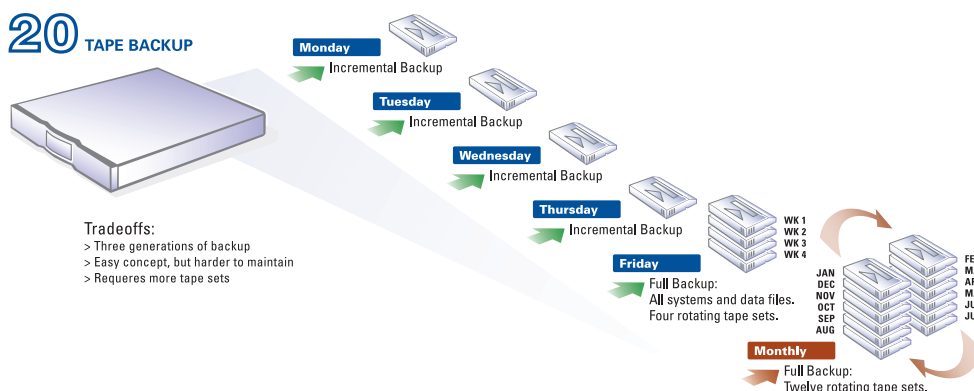 20 TAPE BACKUP
Monday
Incremental Backup
Tuesday
Incremental Backup
Wednesday
Incremental Backup
Thursday
Incremental Backup
Friday
Full Backup:
All systems and data files.
Four rotating tape sets.
WK 1
WK 2
WK 3
WK 4
Tradeoffs:
> Three generations of backup
> Easy concept, but harder to maintain
> Requeres more tape sets
JAN
DEC
NOV
OCT
SEP
AUG
Monthly
Full Backup:
Twelve rotating tape sets.